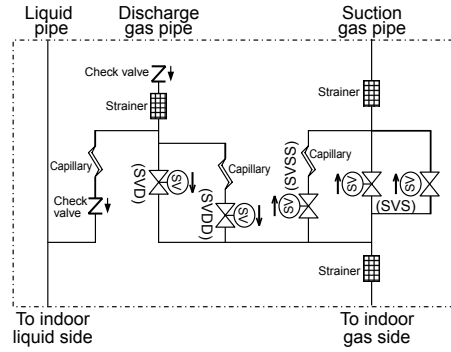 Liquid
pipe
Discharge
gas pipe
Suction
gas pipe
Check valve
Strainer
Strainer
Capillary
Check
valve
(SVD)
SV
Capillary
(SVDD)
SV
(SSVS)
Capillary
SV
SV
SV
(SVS)
Strainer
To indoor
liquid side
To indoor
gas side